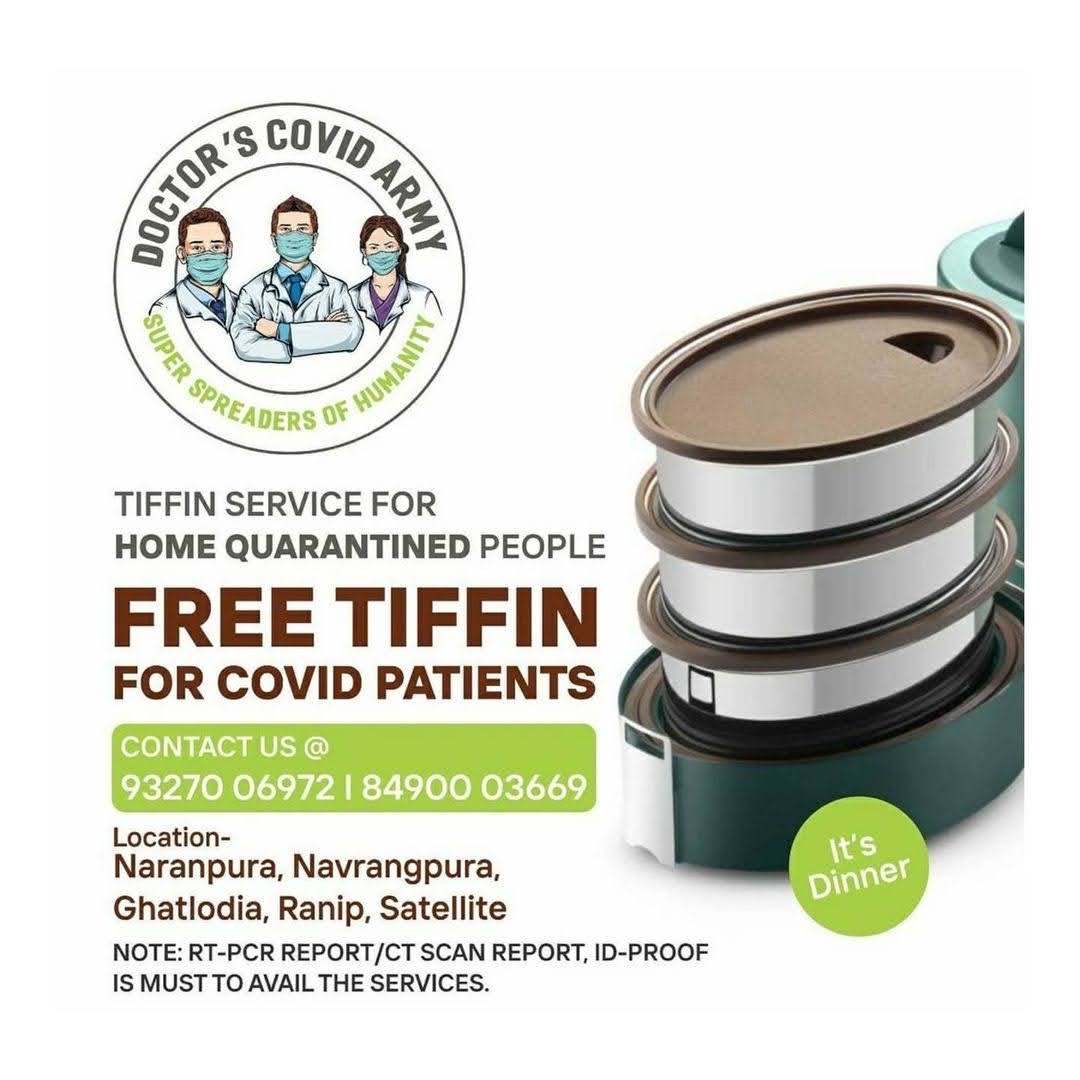 DOCTOR'S COVID ARMY
SUPER SPREADERS OF HUMANITY
TIFFIN SERVICE FOR
HOME QUARANTINED PEOPLE
FREE TIFFIN
FOR COVID PATIENTS
CONTACT US @
93270 06972 | 84900 03669
Location-
Naranpura, Navrangpura,
Ghatlodia, Ranip, Satellite
NOTE: RT-PCR REPORT/CT SCAN REPORT, ID-PROOF
IS MUST TO AVAIL THE SERVICES.
It's
Dinner